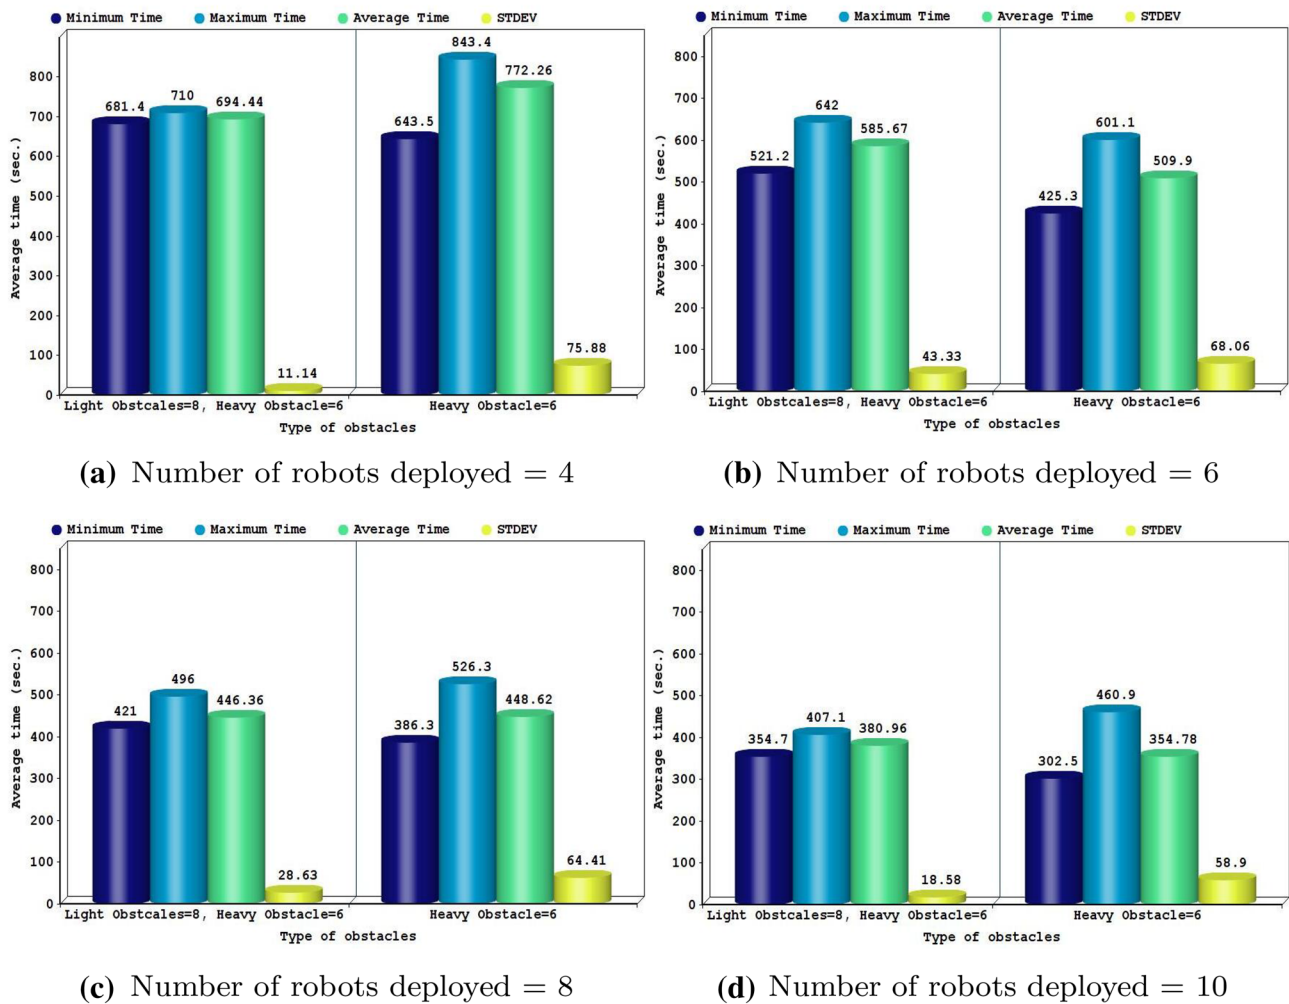 Minimum Time Maximum Time Average Time STDEV
843.4
772.26
681.4 710 694.44 643.5
75.88
11.14
800
700
600
500
400
300
200
100
0
Average time (sec.)
Light Obstcales=8, Heavy Obstacle=6 Heavy Obstacle=6
Type of obstacles
(a) Number of robots deployed = 4
Minimum Time Maximum Time Average Time STDEV
642 601.1
585.67
521.2 509.9
425.3
43.33 68.06
800
700
600
500
400
300
200
100
0
Average time (sec.)
Light Obstcales=8, Heavy Obstacle=6 Heavy Obstacle=6
Type of obstacles
(b) Number of robots deployed = 6
Minimum Time Maximum Time Average Time STDEV
496 526.3
421 446.36 448.62
386.3
28.63 64.41
800
700
600
500
400
300
200
100
0
Average time (sec.)
Light Obstcales=8, Heavy Obstacle=6 Heavy Obstacle=6
Type of obstacles
(c) Number of robots deployed = 8
Minimum Time Maximum Time Average Time STDEV
460.9
354.7 407.1 380.96 354.78
302.5
18.58 58.9
800
700
600
500
400
300
200
100
0
Average time (sec.)
Light Obstcales=8, Heavy Obstacle=6 Heavy Obstacle=6
Type of obstacles
(d) Number of robots deployed = 10